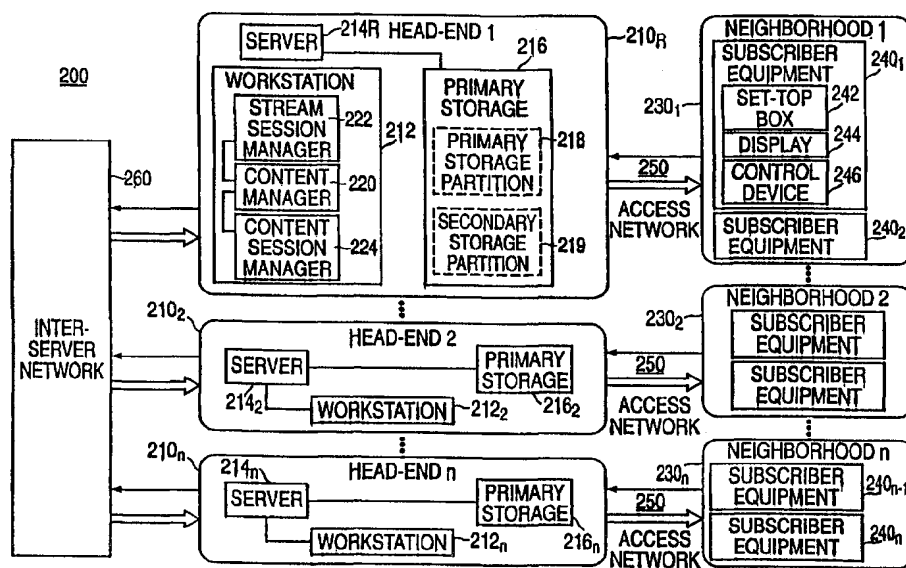 200
260
INTER-
SERVER
NETWORK
214R
HEAD-END 1
SERVER
216
210R
WORKSTATION
STREAM
SESSION
MANAGER
222
212
CONTENT
MANAGER
220
CONTENT
SESSION
MANAGER
224
PRIMARY
STORAGE
PRIMARY
STORAGE
PARTITION
218
SECONDARY
STORAGE
PARTITION
219
250
ACCESS
NETWORK
NEIGHBORHOOD 1
SUBSCRIBER
EQUIPMENT
240₁
230₁
SET-TOP
BOX
242
DISPLAY
244
CONTROL
DEVICE
246
SUBSCRIBER
EQUIPMENT
240₂
210₂
HEAD-END 2
SERVER
214₂
PRIMARY
STORAGE
216₂
WORKSTATION
212₂
250
ACCESS
NETWORK
NEIGHBORHOOD 2
230₂
SUBSCRIBER
EQUIPMENT
SUBSCRIBER
EQUIPMENT
210n
214n
HEAD-END n
SERVER
PRIMARY
STORAGE
216n
WORKSTATION
212n
250
ACCESS
NETWORK
NEIGHBORHOOD n
230n
SUBSCRIBER
EQUIPMENT
240n-1
SUBSCRIBER
EQUIPMENT
240n